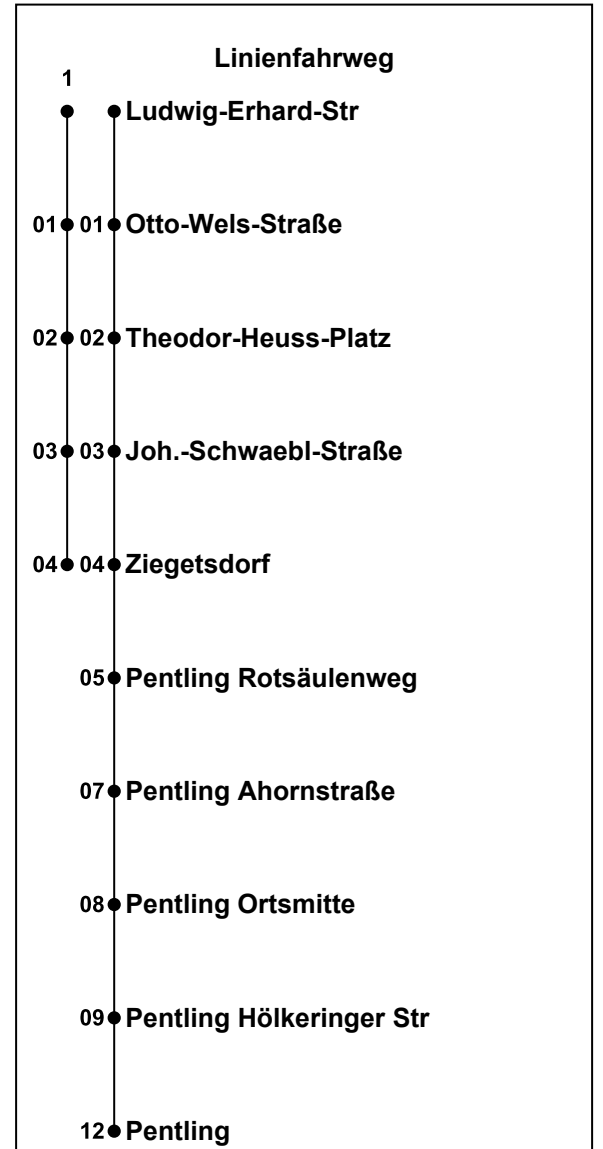 Linienfahrweg
1
Ludwig-Erhard-Str
01 01 Otto-Wels-Straße
02 02 Theodor-Heuss-Platz
03 03 Joh.-Schwaebl-Straße
04 04 Ziegetsdorf
05 Pentling Rotsäulenweg
07 Pentling Ahornstraße
08 Pentling Ortsmitte
09 Pentling Hölkeringer Str
12 Pentling